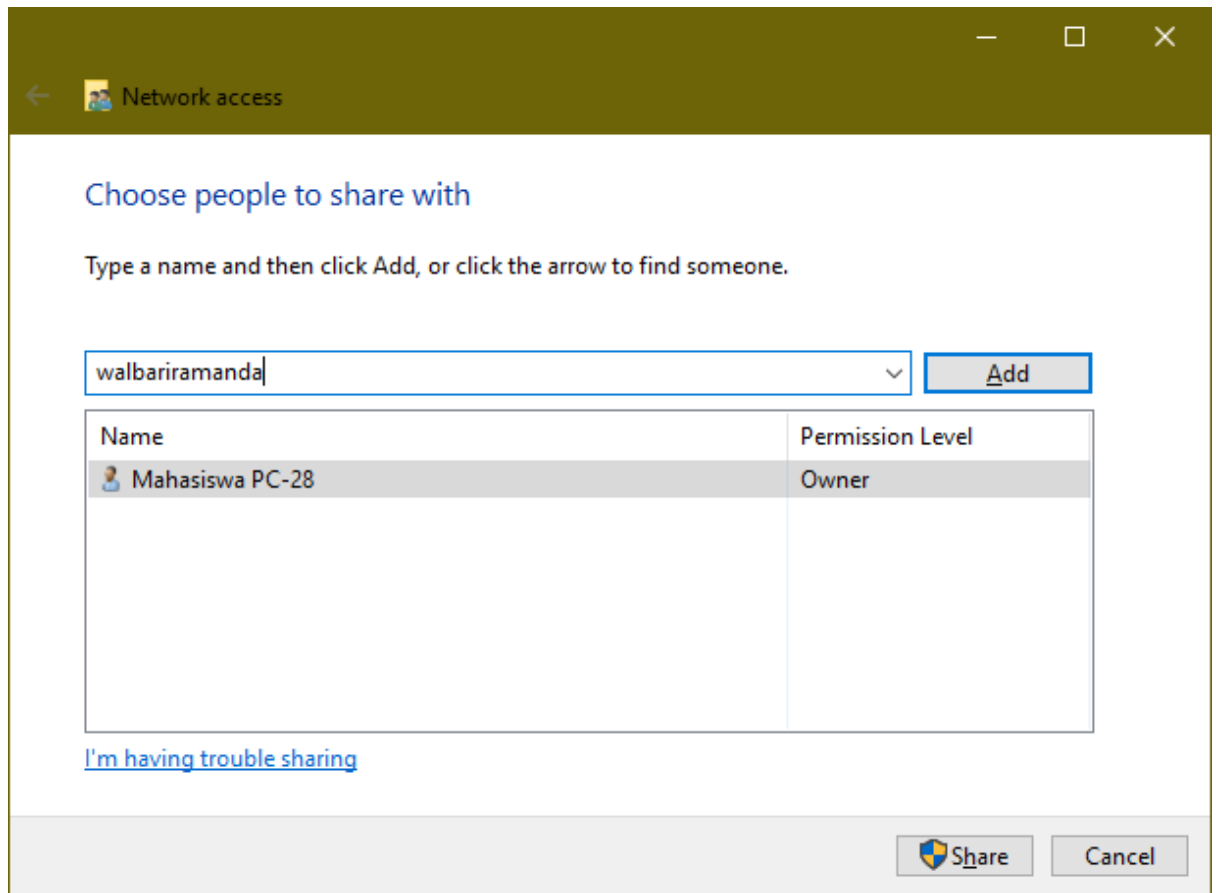 Network access
Choose people to share with
Type a name and then click Add, or click the arrow to find someone.
walbariramanda Add
Name Permission Level
Mahasiswa PC-28 Owner
I'm having trouble sharing
Share Cancel